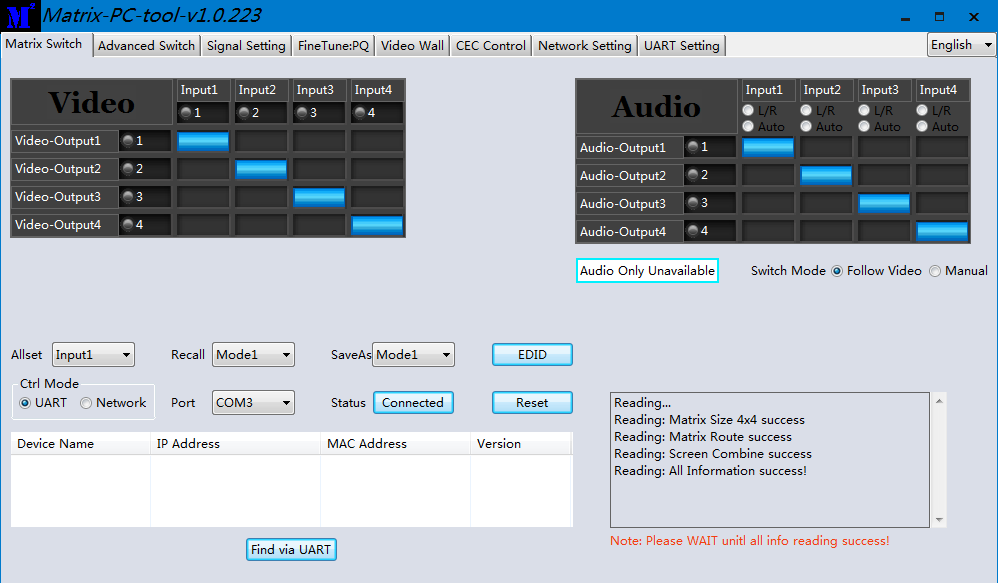 Matrix-PC-tool-v1.0.223
Matrix Switch Advanced Switch Signal Setting FineTune:PQ Video Wall CEC Control Network Setting UART Setting English
Video Input1 Input2 Input3 Input4
1 2 3 4
Video-Output1 1
Video-Output2 2
Video-Output3 3
Video-Output4 4
Audio Input1 Input2 Input3 Input4
L/R L/R L/R L/R
Auto Auto Auto Auto
Audio-Output1 1
Audio-Output2 2
Audio-Output3 3
Audio-Output4 4
Audio Only Unavailable Switch Mode Follow Video Manual
Allset Input1 Recall Mode1 SaveAs Mode1 EDID
Ctrl Mode
UART Network Port COM3 Status Connected Reset
Device Name IP Address MAC Address Version
Find via UART
Reading...
Reading: Matrix Size 4x4 success
Reading: Matrix Route success
Reading: Screen Combine success
Reading: All Information success!
Note: Please WAIT unitl all info reading success!